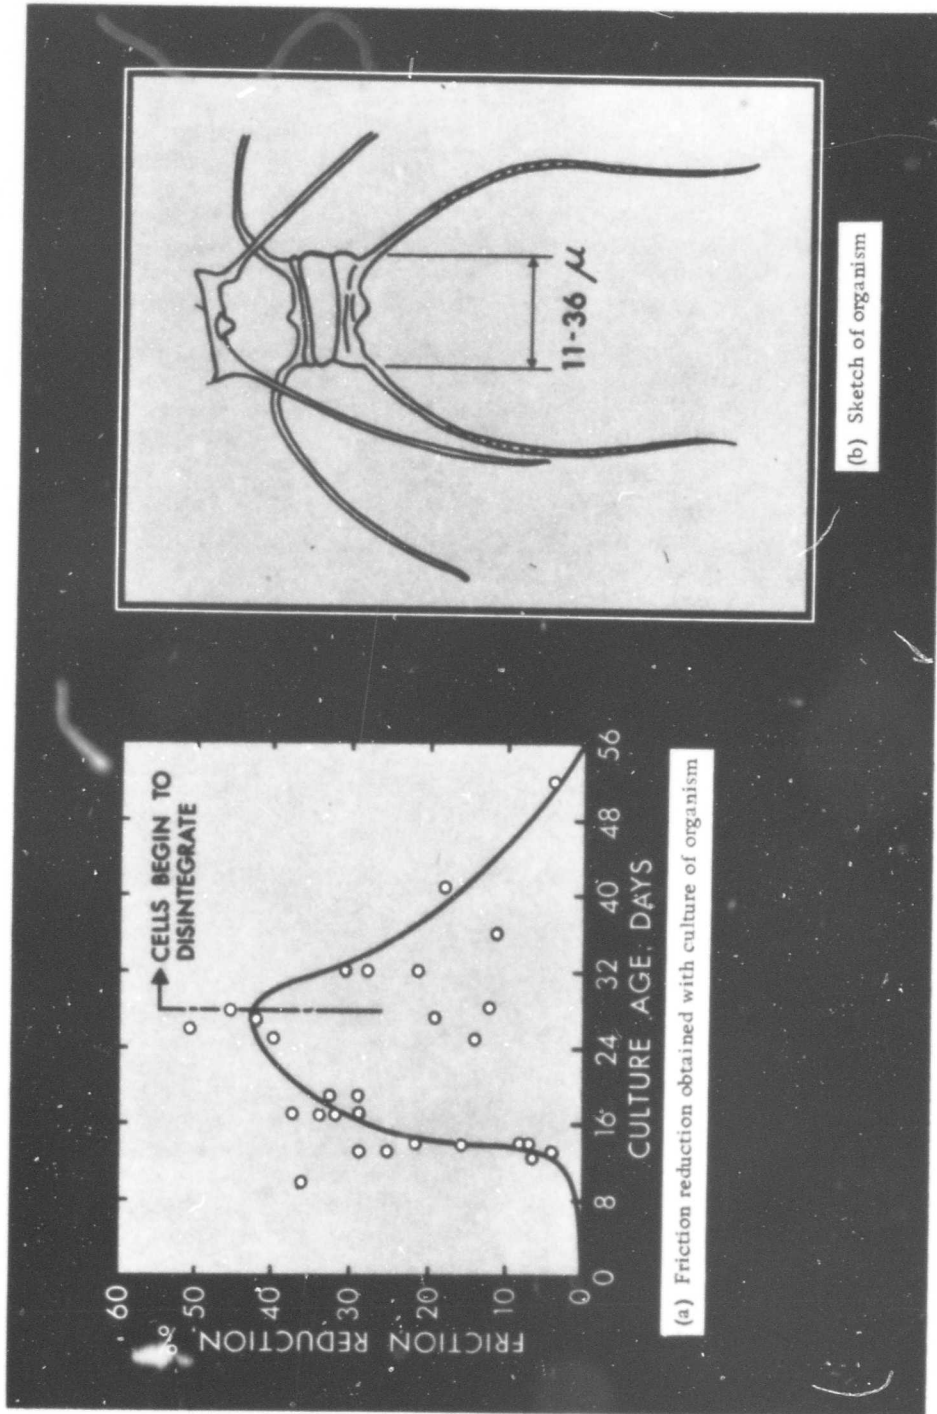 60
50
40
30
20
10
0
FRICTION REDUCTION, %
CELLS BEGIN TO
DISINTEGRATE
0 8 16 24 32 40 48 56
CULTURE AGE, DAYS
(a) Friction reduction obtained with culture of organism
11-36 μ
(b) Sketch of organism